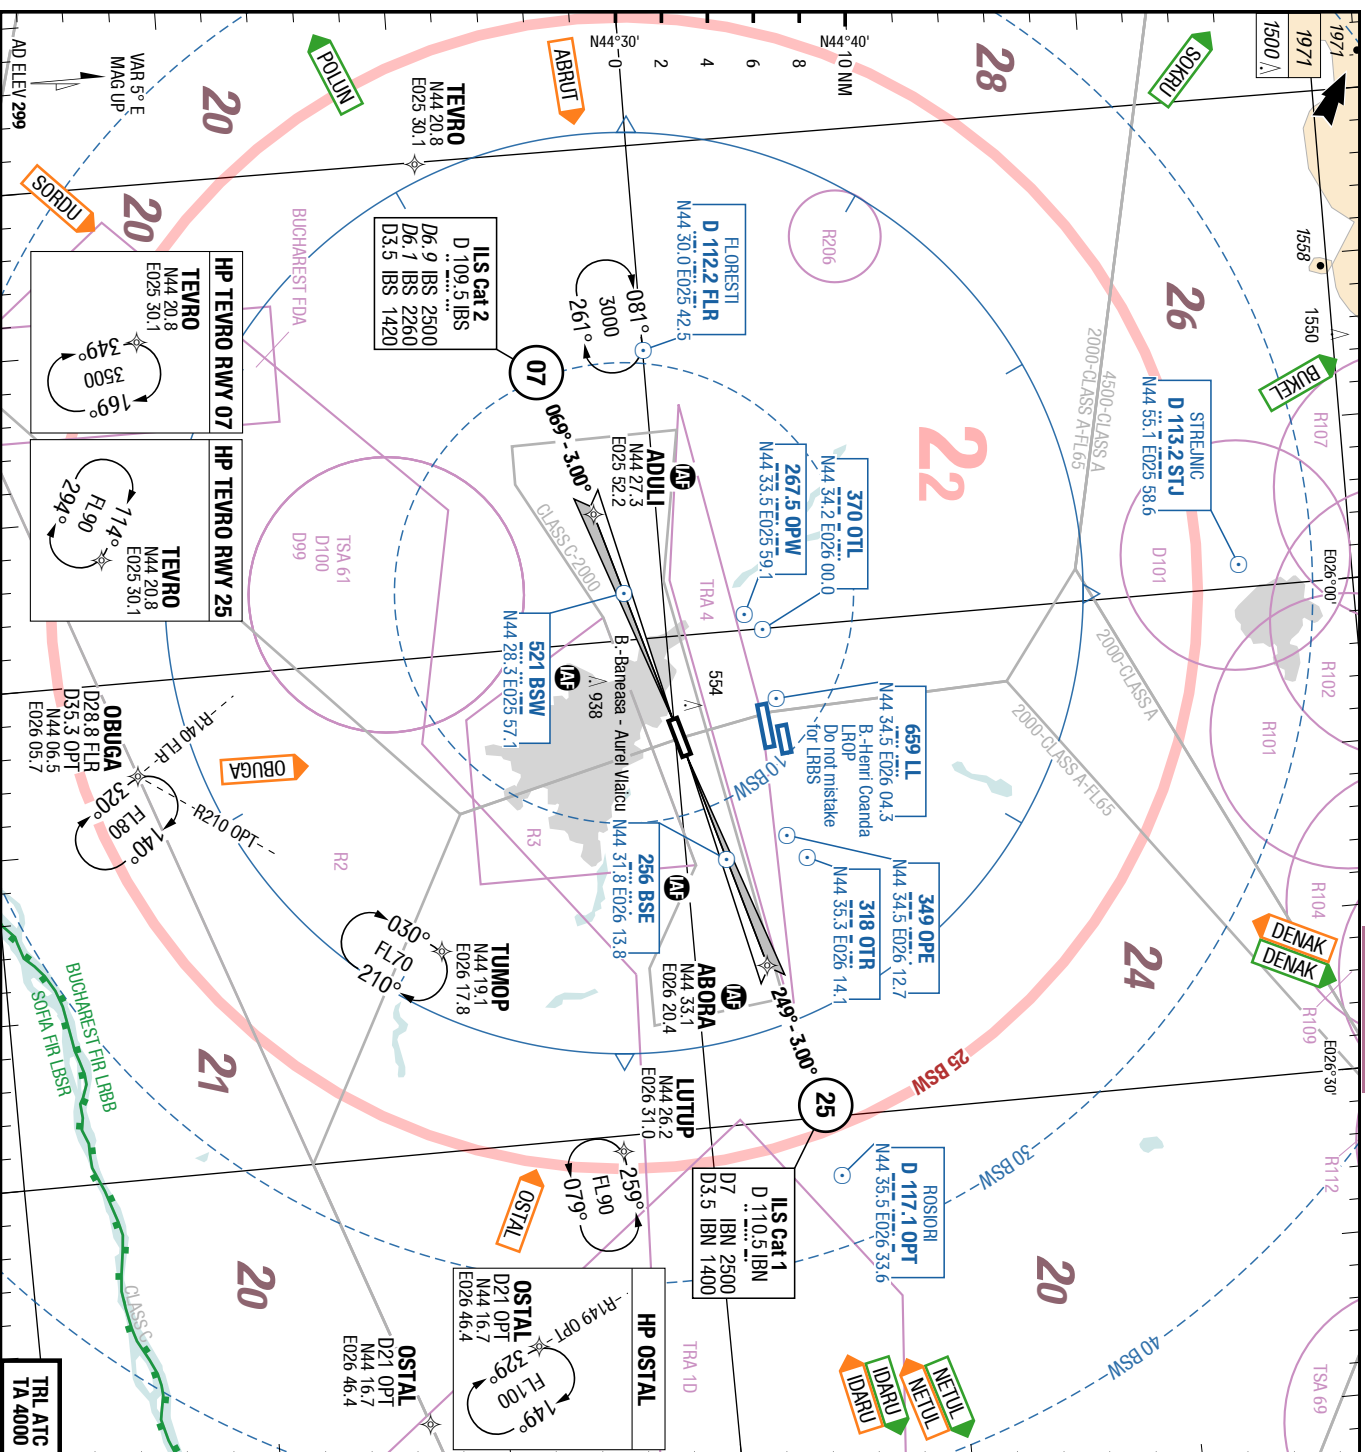 1971
1971
1500
1558
1550
SOKRU
BUKEL
DENAK
DENAK
R107
R102
R101
R104
R109
R112
TSA 69
E026°00'
E026°30'
28
26
24
22
20
20
20
20
21
N44°40'
N44°30'
10 NM
8
6
4
2
0
4500-CLASS A
2000-CLASS A-FL65
2000-CLASS A
2000-CLASS A-FL65
STREJNIC
D 113.2 STJ
N44 55.1 E025 58.6
D101
R206
FLORESTI
D 112.2 FLR
N44 30.0 E025 42.5
370 OTL
N44 34.2 E026 00.0
267.5 OPW
N44 33.5 E025 59.1
659 LL
N44 34.5 E026 04.3
B.-Henri Coanda
LROP
Do not mistake
for LRBS
349 OPE
N44 34.5 E026 12.7
318 OTR
N44 35.3 E026 14.1
ROSIORI
D 117.1 OPT
N44 35.5 E026 33.6
10 BSW
25 BSW
30 BSW
40 BSW
ABRUT
POLUN
SORDU
OBUGA
OSTAL
IDARU
IDARU
NETUL
NETUL
TEVRO
N44 20.8
E025 30.1
VAR 5° E
MAG UP
AD ELEV 299
ILS Cat 2
D 109.5 IBS
D6.9 IBS 2500
D6.1 IBS 2260
D3.5 IBS 1420
081°
3000
261°
07
069° - 3.00°
IAF
ADULI
N44 27.3
E025 52.2
TRA 4
554
938
CLASS C-2000
B.-Baneasa - Aurel Vlaicu
IAF
521 BSW
N44 28.3 E025 57.1
256 BSE
N44 31.8 E026 13.8
IAF
IAF
ABORA
N44 33.1
E026 20.4
249° - 3.00°
25
ILS Cat 1
D 110.5 IBN
D7 IBN 2500
D3.5 IBN 1400
LUTUP
N44 26.2
E026 31.0
259°
FL90
079°
TUMOP
N44 19.1
E026 17.8
030°
FL70
210°
R3
R2
TSA 61
D100
D99
BUCHAREST FDA
HP TEVRO RWY 07
TEVRO
N44 20.8
E025 30.1
349°
3500
169°
HP TEVRO RWY 25
114°
FL90
294°
TEVRO
N44 20.8
E025 30.1
OBUGA
D28.8 FLR
D35.3 OPT
N44 06.5
E026 05.7
R140 FLR
R210 OPT
320°
FL80
140°
HP OSTAL
OSTAL
D21 OPT
N44 16.7
E026 46.4
R149 OPT
329°
FL100
149°
OSTAL
D21 OPT
N44 16.7
E026 46.4
TRA 1D
BUCHAREST FIR LRBB
SOFIA FIR LBSR
CLASS C
TRL ATC
TA 4000